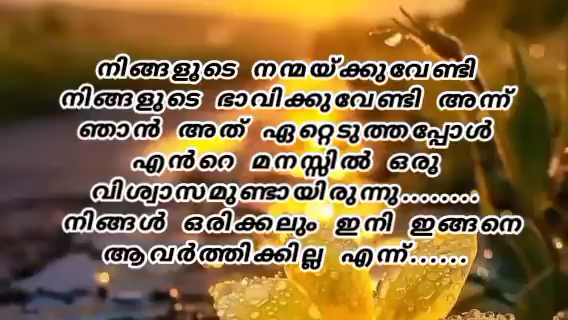 നിങ്ങളുടെ നന്മയ്ക്കുവേണ്ടി
നിങ്ങളുടെ ഭാവിക്കുവേണ്ടി അന്ന്
ഞാൻ അത് ഏറ്റെടുത്തപ്പോൾ
എൻറെ മനസ്സിൽ ഒരു
വിശ്വാസമുണ്ടായിരുന്നു........
നിങ്ങൾ ഒരിക്കലും ഇനി ഇങ്ങനെ
ആവർത്തിക്കില്ല എന്ന്......